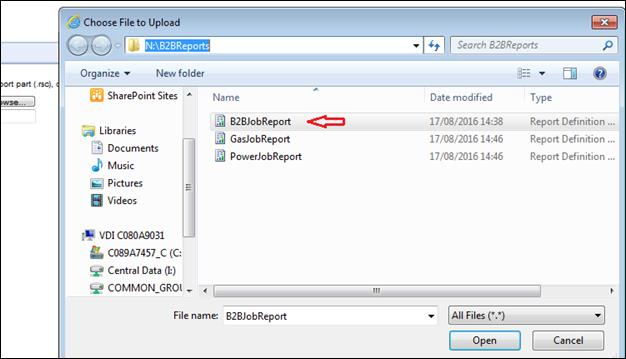 Choose File to Upload
N:\B2BReports
Search B2BReports
Organize
New folder
port part (.rsc), o
owse...
SharePoint Sites
Libraries
Documents
Music
Pictures
Videos
VDI C080A9031
C089A7457_C (C:
Central Data (I:)
COMMON_GROU
Name Date modified Type
B2BJobReport 17/08/2016 14:38 Report Definition ...
GasJobReport 17/08/2016 14:46 Report Definition ...
PowerJobReport 17/08/2016 14:46 Report Definition ...
File name: B2BJobReport All Files (*.*)
Open Cancel